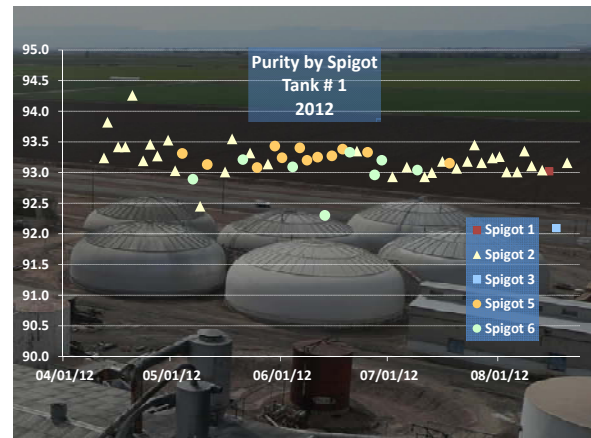 Purity by Spigot
Tank # 1
2012
95.0
94.5
94.0
93.5
93.0
92.5
92.0
91.5
91.0
90.5
90.0
04/01/12 05/01/12 06/01/12 07/01/12 08/01/12
Spigot 1
Spigot 2
Spigot 3
Spigot 5
Spigot 6